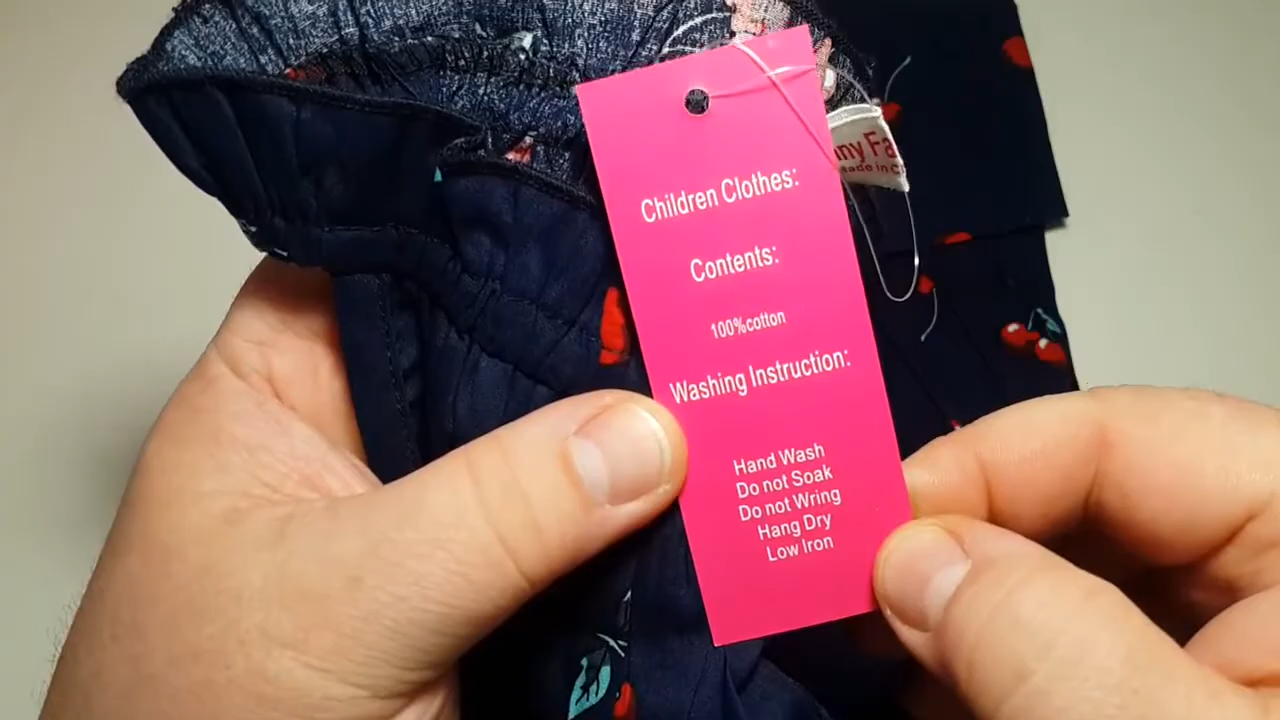 Children Clothes:
Contents:
100%cotton
Washing Instruction:
Hand Wash
Do not Soak
Do not Wring
Hang Dry
Low Iron